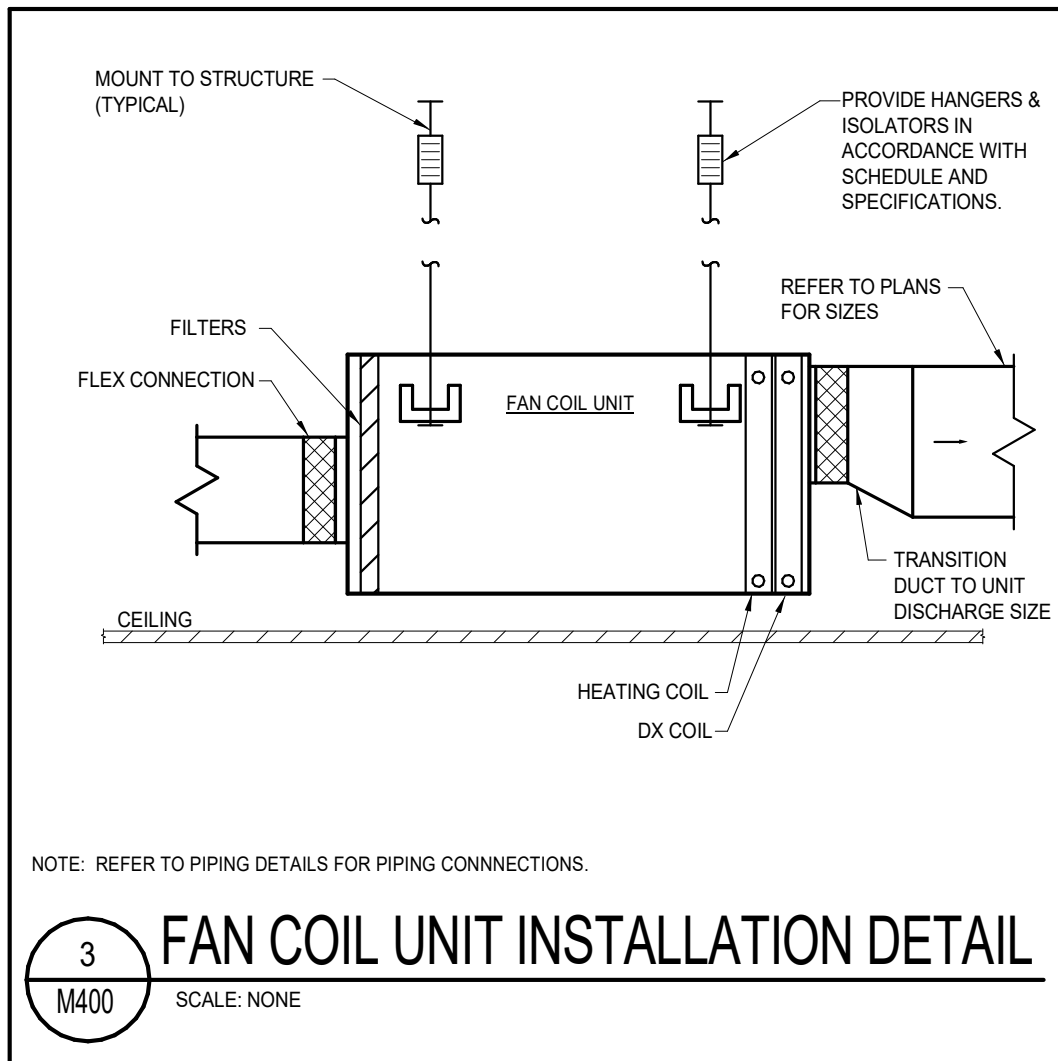 MOUNT TO STRUCTURE
(TYPICAL)
PROVIDE HANGERS &
ISOLATORS IN
ACCORDANCE WITH
SCHEDULE AND
SPECIFICATIONS.
REFER TO PLANS
FOR SIZES
FILTERS
FLEX CONNECTION
FAN COIL UNIT
TRANSITION
DUCT TO UNIT
DISCHARGE SIZE
CEILING
HEATING COIL
DX COIL
NOTE: REFER TO PIPING DETAILS FOR PIPING CONNNECTIONS.
3
M400
FAN COIL UNIT INSTALLATION DETAIL
SCALE: NONE